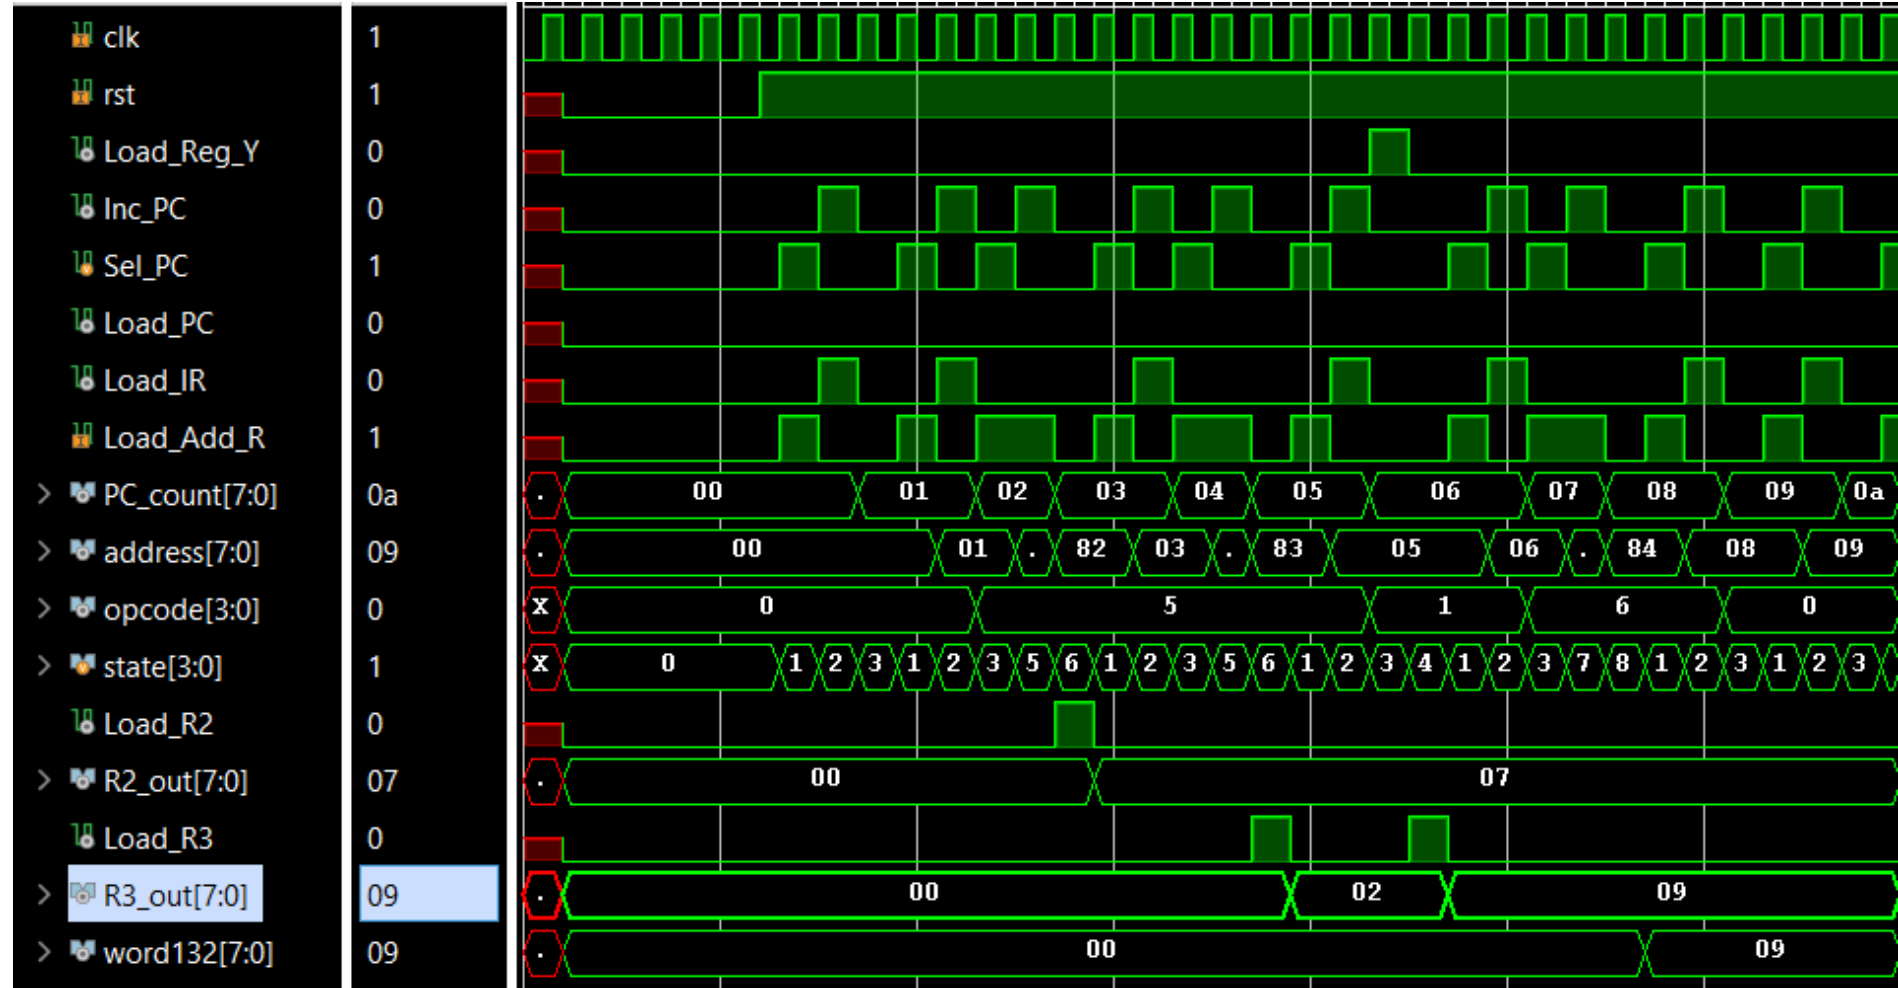 clk 1
rst 1
Load_Reg_Y 0
Inc_PC 0
Sel_PC 1
Load_PC 0
Load_IR 0
Load_Add_R 1
PC_count[7:0] 0a . 00 01 02 03 04 05 06 07 08 09 0a
address[7:0] 09 . 00 01 . 82 03 . 83 05 06 . 84 08 09
opcode[3:0] 0 X 0 5 1 6 0
state[3:0] 1 X 0 1 2 3 1 2 3 5 6 1 2 3 5 6 1 2 3 4 1 2 3 7 8 1 2 3 1 2 3
Load_R2 0
R2_out[7:0] 07 . 00 07
Load_R3 0
R3_out[7:0] 09 . 00 02 09
word132[7:0] 09 . 00 09